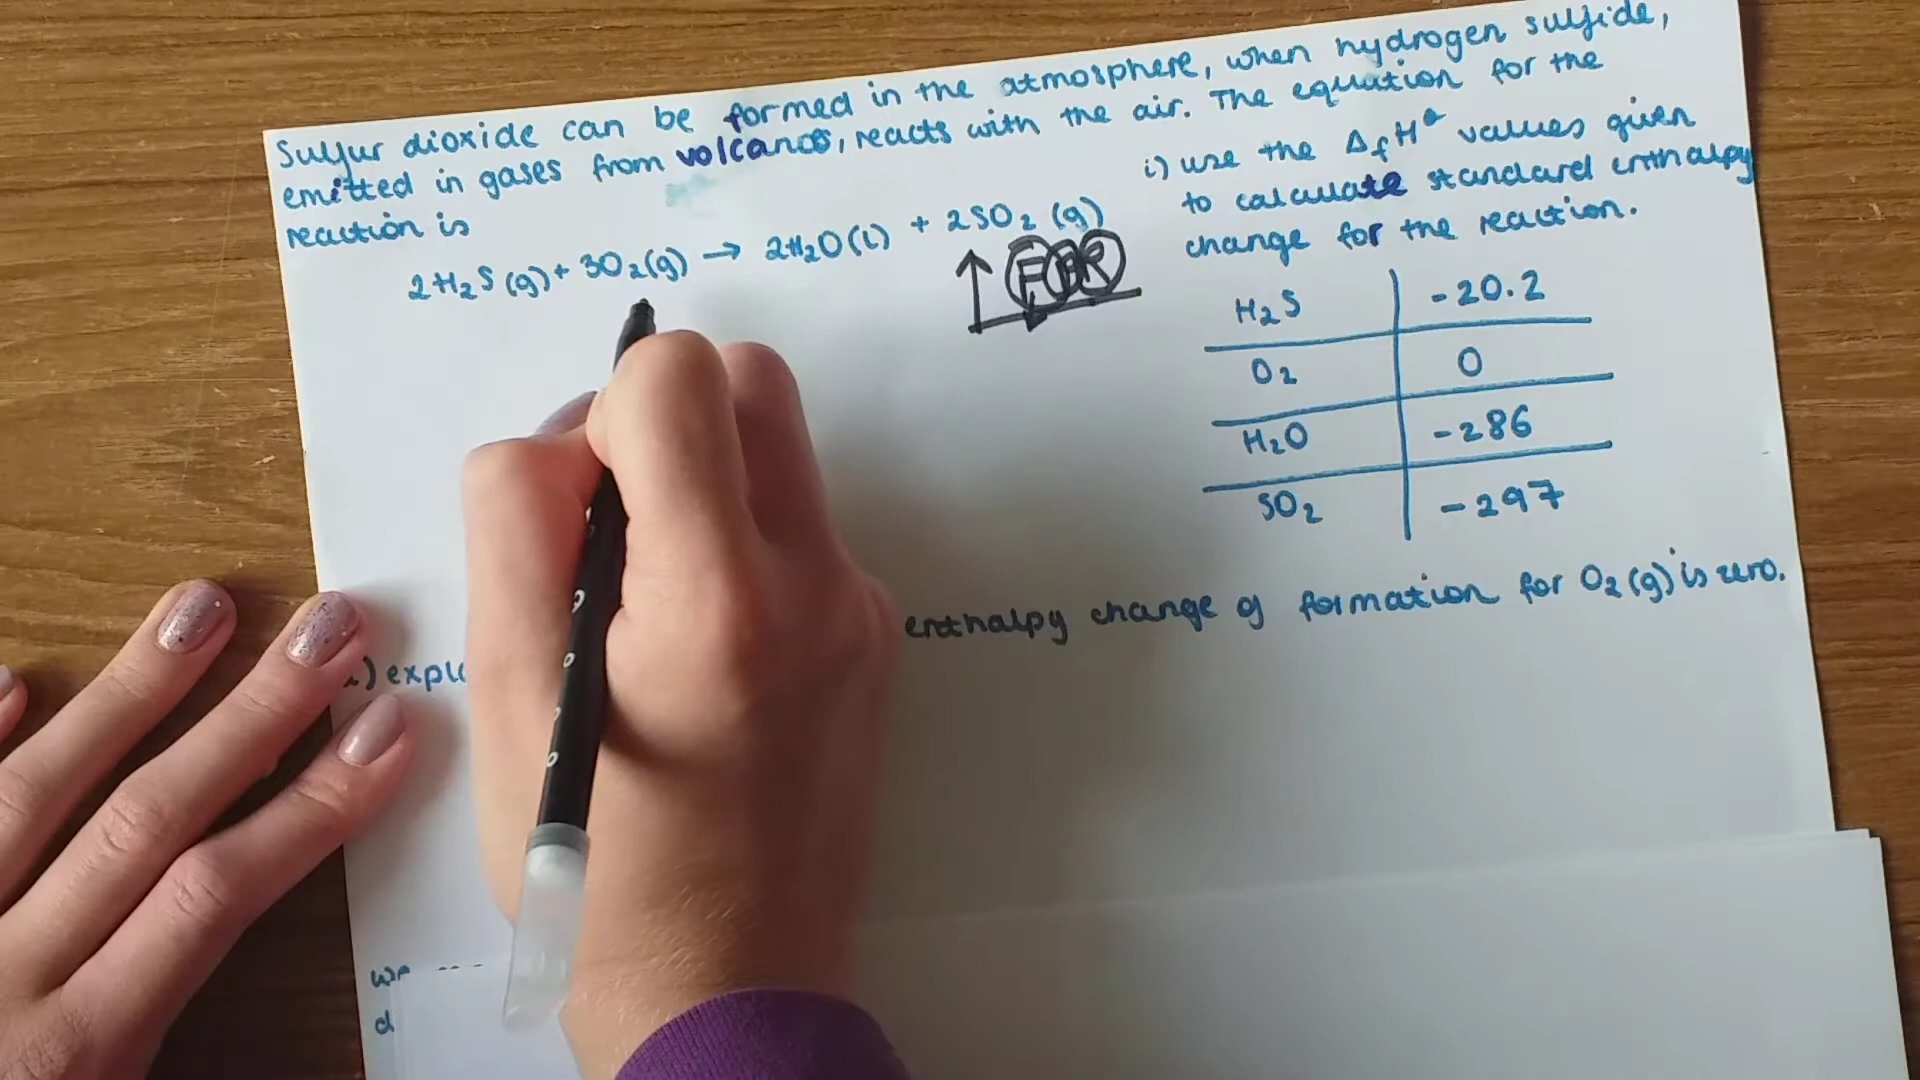 Sulfur dioxide can be formed in the atmosphere, when hydrogen sulfide,
emitted in gases from volcanos, reacts with the air. The equation for the
reaction is
2H₂S (g) + 3O₂(g) → 2H₂O(l) + 2SO₂ (g)
i) use the ΔfH⦵ values given
to calculate standard enthalpy
change for the reaction.
H₂S -20.2
O₂ 0
H₂O -286
SO₂ -297
enthalpy change of formation for O₂(g) is zero.
d